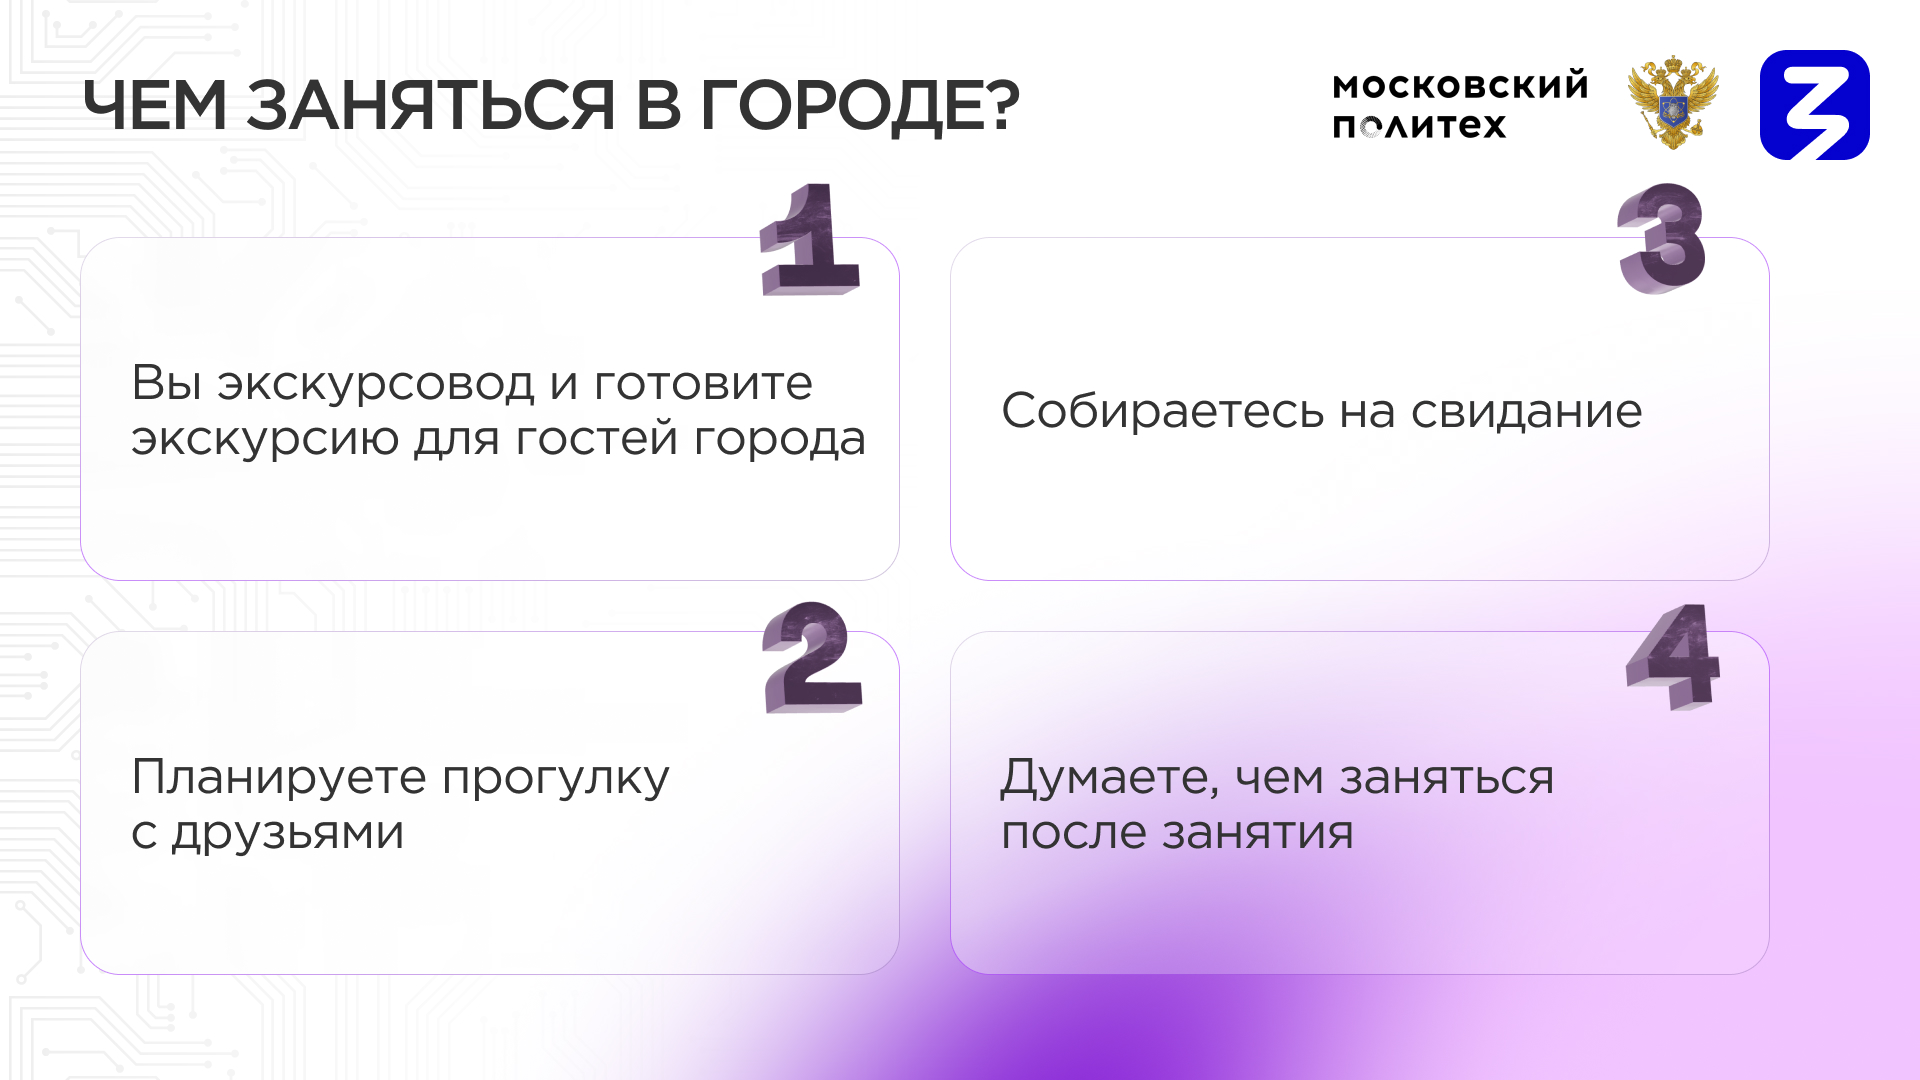 ЧЕМ ЗАНЯТЬСЯ В ГОРОДЕ?
МОСКОВСКИЙ
ПОЛИТЕХ
1
Вы экскурсовод и готовите
экскурсию для гостей города
2
Планируете прогулку
с друзьями
3
Собираетесь на свидание
4
Думаете, чем заняться
после занятия